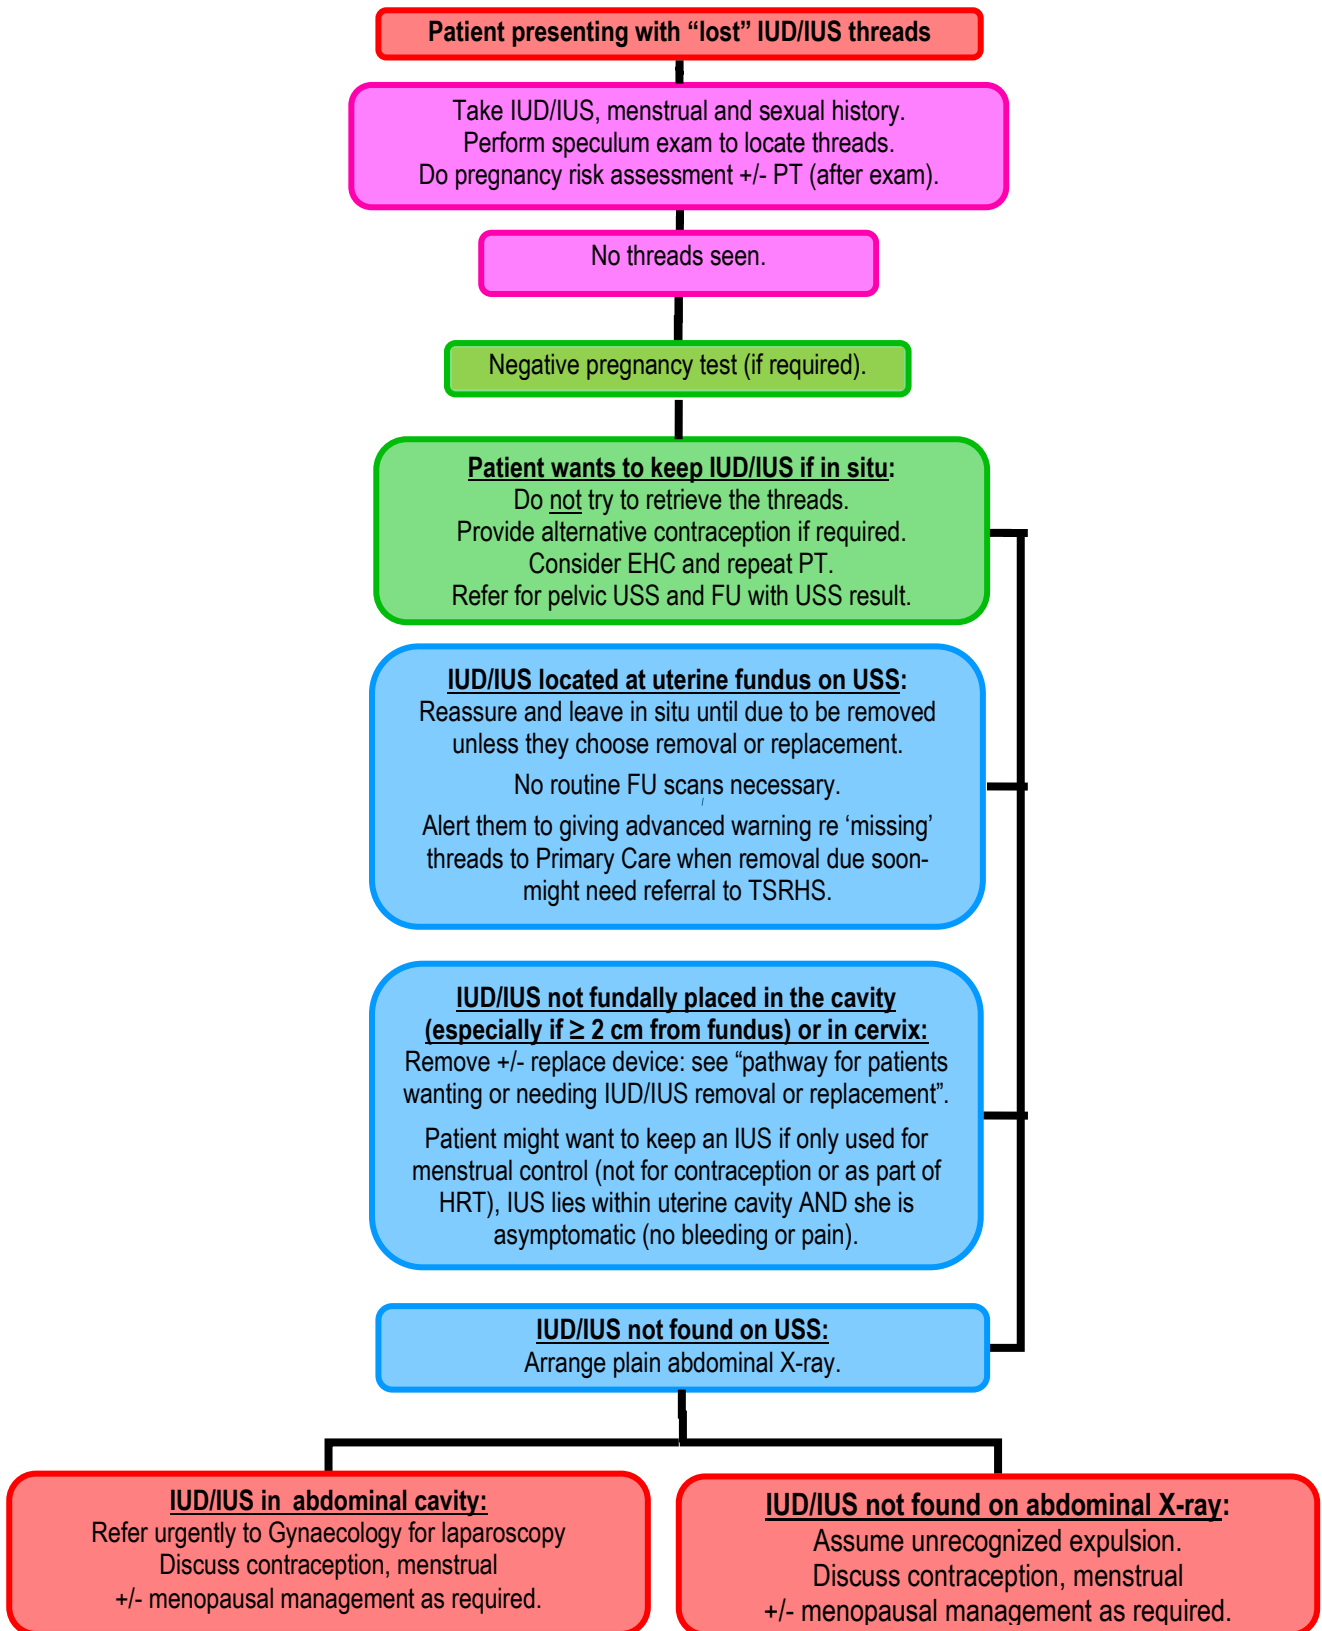 Patient presenting with “lost” IUD/IUS threads
Take IUD/IUS, menstrual and sexual history.
Perform speculum exam to locate threads.
Do pregnancy risk assessment +/- PT (after exam).
No threads seen.
Negative pregnancy test (if required).
Patient wants to keep IUD/IUS if in situ:
Do not try to retrieve the threads.
Provide alternative contraception if required.
Consider EHC and repeat PT.
Refer for pelvic USS and FU with USS result.
IUD/IUS located at uterine fundus on USS:
Reassure and leave in situ until due to be removed
unless they choose removal or replacement.
No routine FU scans necessary.
Alert them to giving advanced warning re ‘missing’
threads to Primary Care when removal due soon-
might need referral to TSRHS.
IUD/IUS not fundally placed in the cavity
(especially if ≥ 2 cm from fundus) or in cervix:
Remove +/- replace device: see “pathway for patients
wanting or needing IUD/IUS removal or replacement”.
Patient might want to keep an IUS if only used for
menstrual control (not for contraception or as part of
HRT), IUS lies within uterine cavity AND she is
asymptomatic (no bleeding or pain).
IUD/IUS not found on USS:
Arrange plain abdominal X-ray.
IUD/IUS in abdominal cavity:
Refer urgently to Gynaecology for laparoscopy
Discuss contraception, menstrual
+/- menopausal management as required.
IUD/IUS not found on abdominal X-ray:
Assume unrecognized expulsion.
Discuss contraception, menstrual
+/- menopausal management as required.